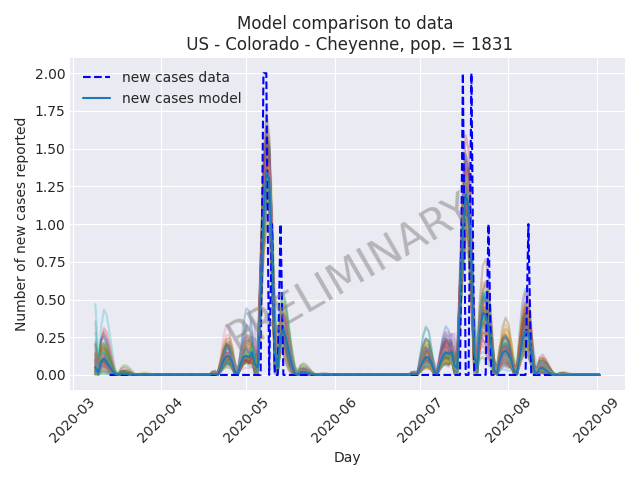 Model comparison to data
US - Colorado - Cheyenne, pop. = 1831
new cases data
new cases model
Number of new cases reported
2.00
1.75
1.50
1.25
1.00
0.75
0.50
0.25
0.00
PRELIMINARY
2020-03
2020-04
2020-05
2020-06
2020-07
2020-08
2020-09
Day